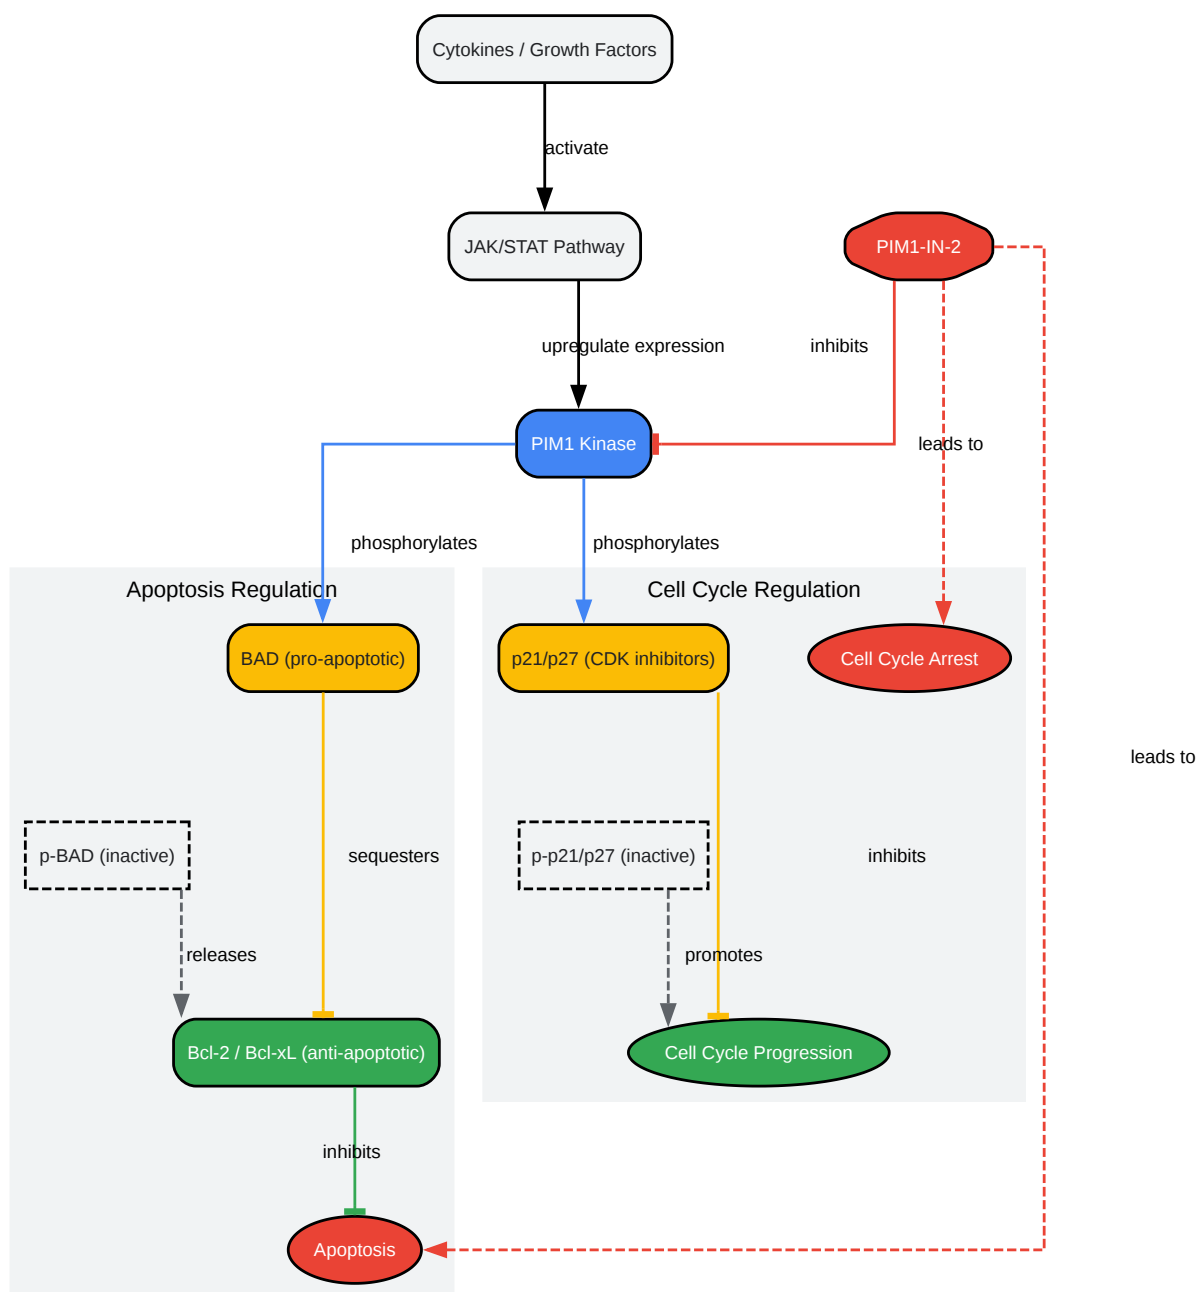 Cytokines / Growth Factors
activate
JAK/STAT Pathway
PIM1-IN-2
upregulate expression
inhibits
PIM1 Kinase
leads to
phosphorylates
phosphorylates
Apoptosis Regulation
Cell Cycle Regulation
BAD (pro-apoptotic)
p21/p27 (CDK inhibitors)
Cell Cycle Arrest
leads to
p-BAD (inactive)
sequesters
p-p21/p27 (inactive)
inhibits
releases
promotes
Bcl-2 / Bcl-xL (anti-apoptotic)
Cell Cycle Progression
inhibits
Apoptosis